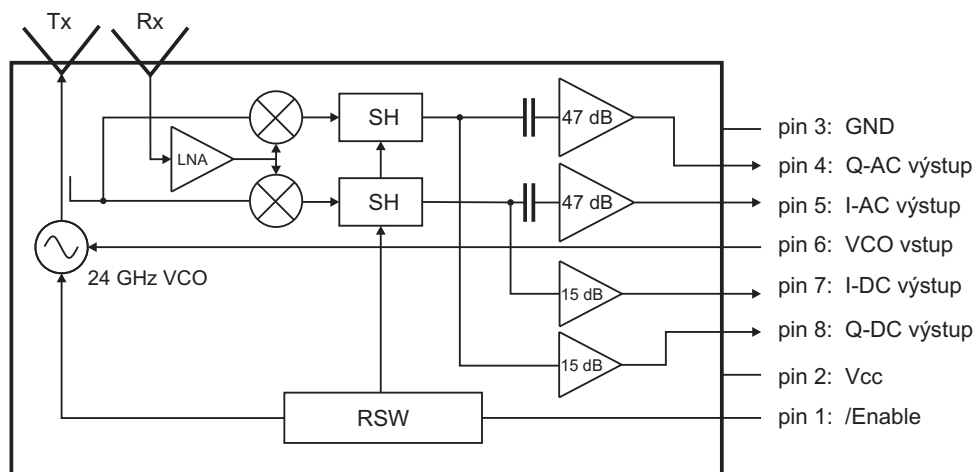 Tx
Rx
SH
47 dB
pin 3: GND
LNA
pin 4: Q-AC výstup
SH
47 dB
pin 5: I-AC výstup
pin 6: VCO vstup
24 GHz VCO
15 dB
pin 7: I-DC výstup
pin 8: Q-DC výstup
15 dB
pin 2: Vcc
RSW
pin 1: /Enable